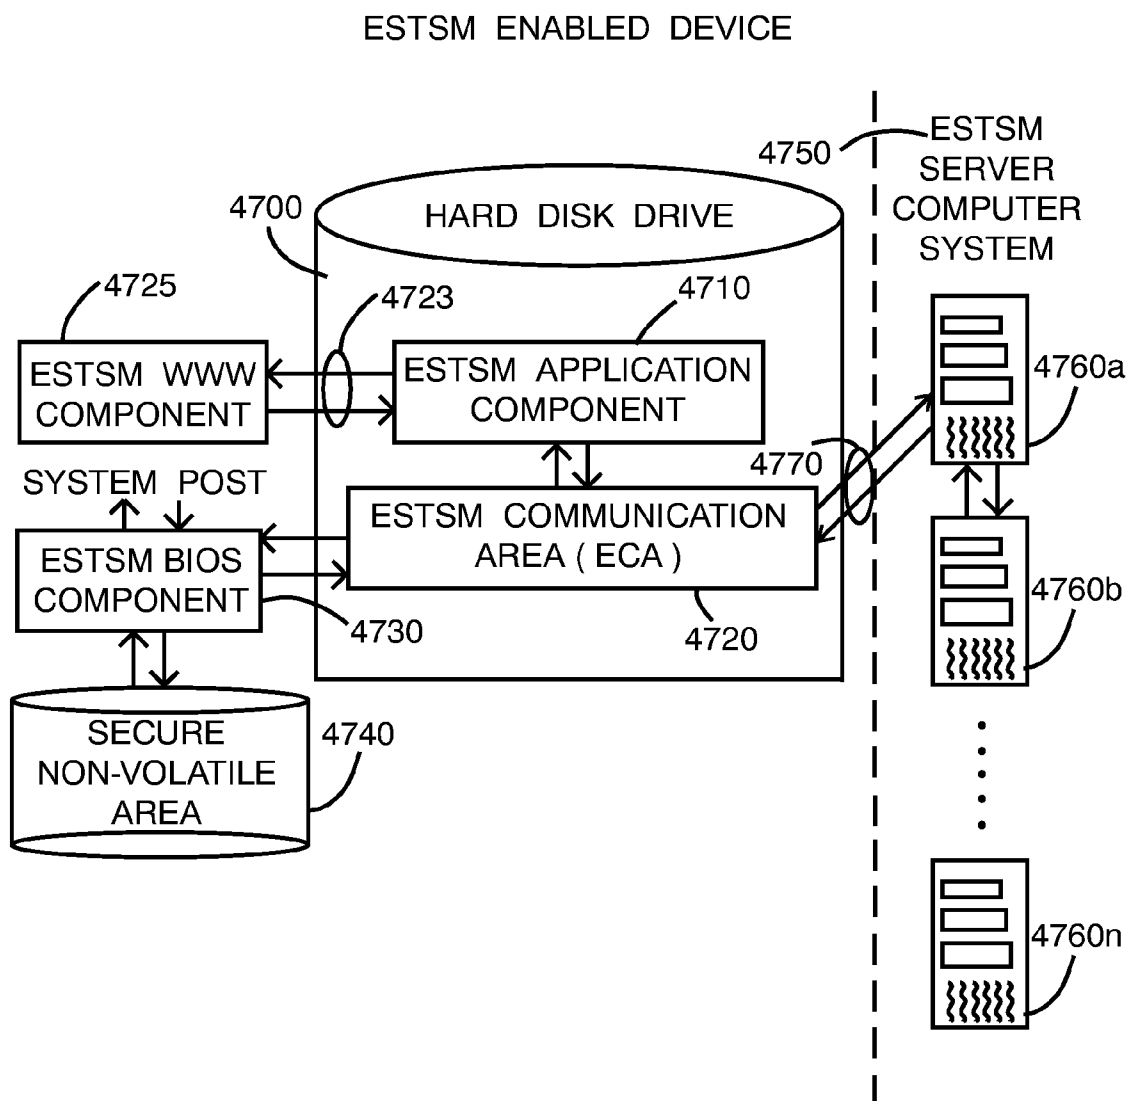 ESTSM ENABLED DEVICE
4750
ESTSM
SERVER
COMPUTER
SYSTEM
4700
HARD DISK DRIVE
4725
4723
4710
ESTSM WWW
COMPONENT
ESTSM APPLICATION
COMPONENT
4760a
4770
SYSTEM POST
ESTSM COMMUNICATION
AREA ( ECA )
ESTSM BIOS
COMPONENT
4730
4720
4760b
SECURE
NON-VOLATILE
AREA
4740
4760n